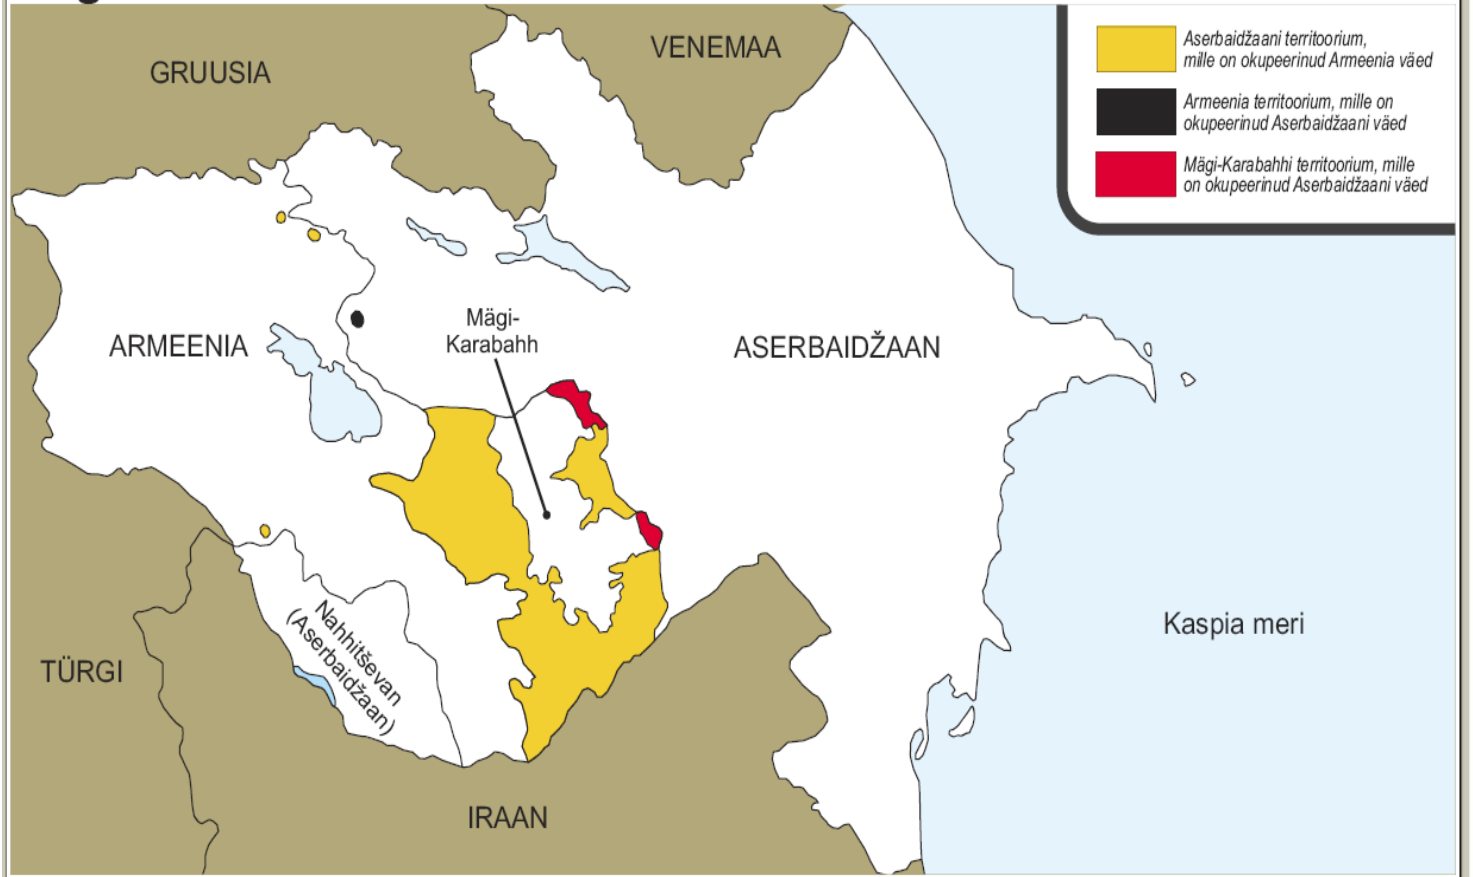 GRUUSIA
VENEMAA
Aserbaidžaani territoorium,
mille on okupeerinud Armeenia väed
Armeenia territoorium, mille on
okupeerinud Aserbaidžaani väed
Mägi-Karabahhi territoorium, mille
on okupeerinud Aserbaidžaani väed
ARMEENIA
Mägi-
Karabahh
ASERBAIDŽAAN
Nahhitševan
(Aserbaidžaan)
TÜRGI
Kaspia meri
IRAAN